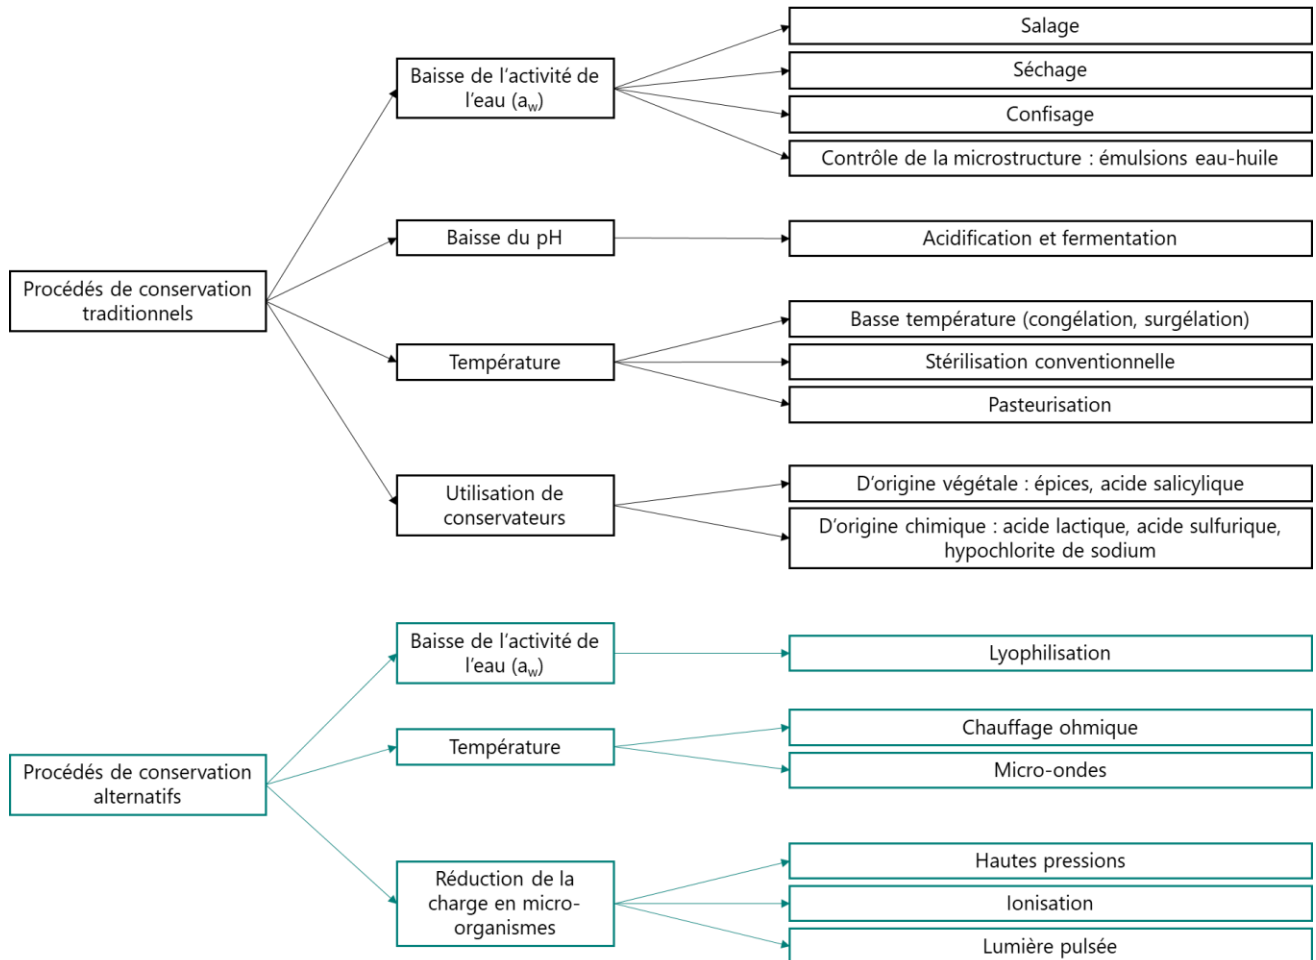 Procédés de conservation
traditionnels
Baisse de l'activité de
l'eau (aw)
Salage
Séchage
Confisage
Contrôle de la microstructure : émulsions eau-huile
Baisse du pH
Acidification et fermentation
Température
Basse température (congélation, surgélation)
Stérilisation conventionnelle
Pasteurisation
Utilisation de
conservateurs
D'origine végétale : épices, acide salicylique
D'origine chimique : acide lactique, acide sulfurique,
hypochlorite de sodium
Procédés de conservation
alternatifs
Baisse de l'activité de
l'eau (aw)
Lyophilisation
Température
Chauffage ohmique
Micro-ondes
Réduction de la
charge en micro-
organismes
Hautes pressions
Ionisation
Lumière pulsée